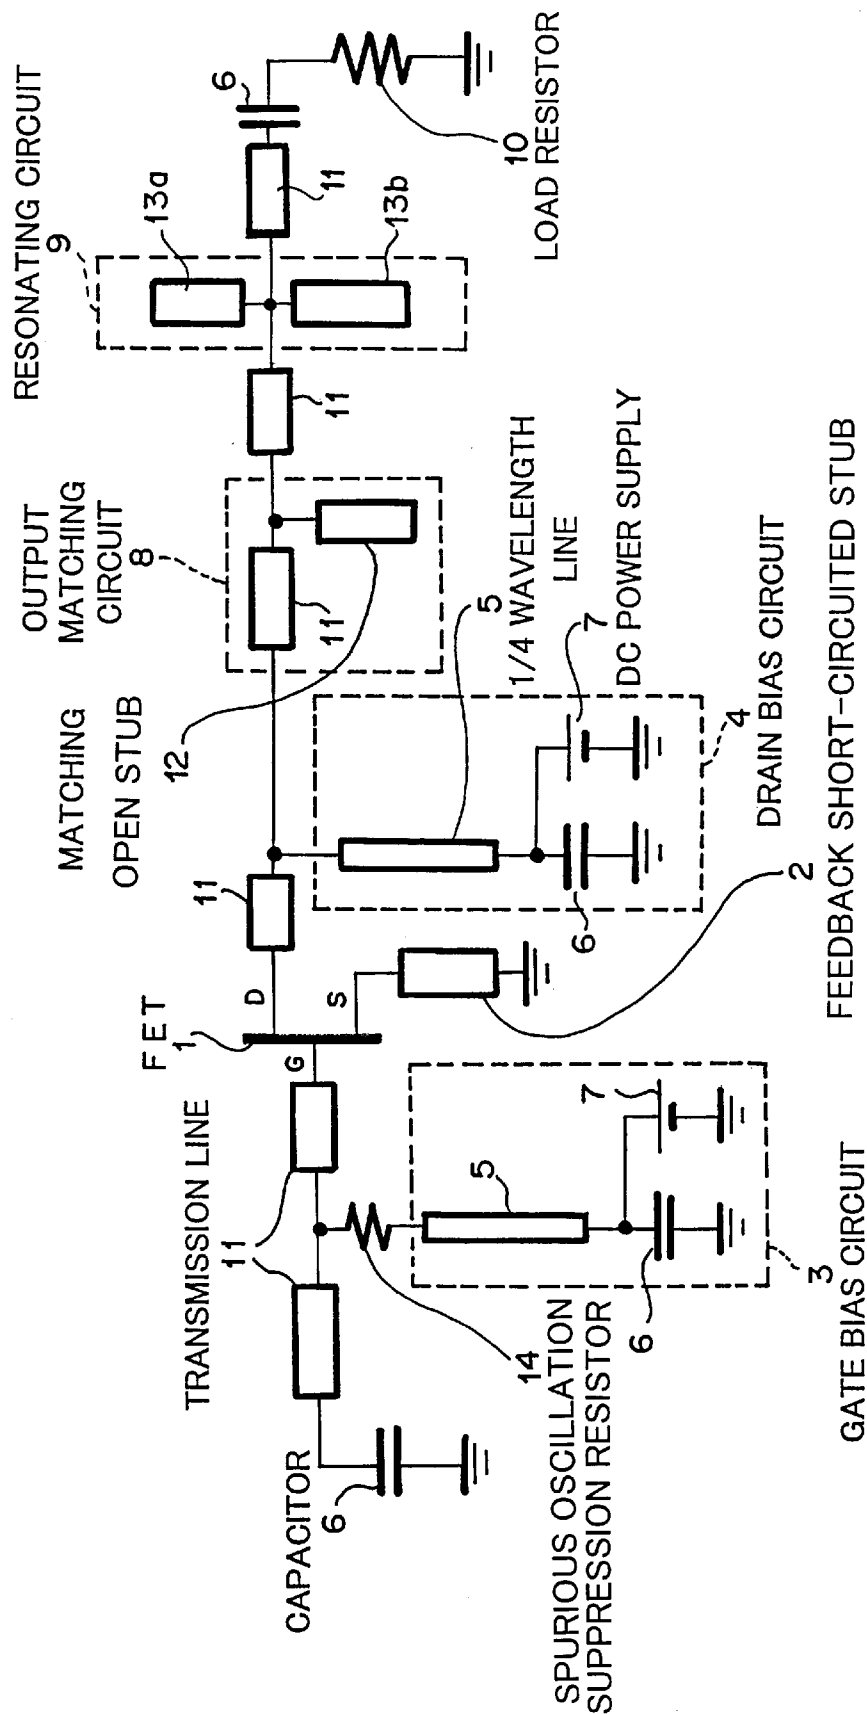 CAPACITOR
6
TRANSMISSION LINE
11
FET
1
G
D
S
11
MATCHING
OPEN STUB
12
OUTPUT
MATCHING
CIRCUIT
8
11
11
RESONATING CIRCUIT
9
13a
13b
11
6
10
LOAD RESISTOR
1/4 WAVELENGTH
LINE
5
7
DC POWER SUPPLY
6
4
DRAIN BIAS CIRCUIT
2
FEEDBACK SHORT-CIRCUITED STUB
14
SPURIOUS OSCILLATION
SUPPRESSION RESISTOR
5
7
6
3
GATE BIAS CIRCUIT